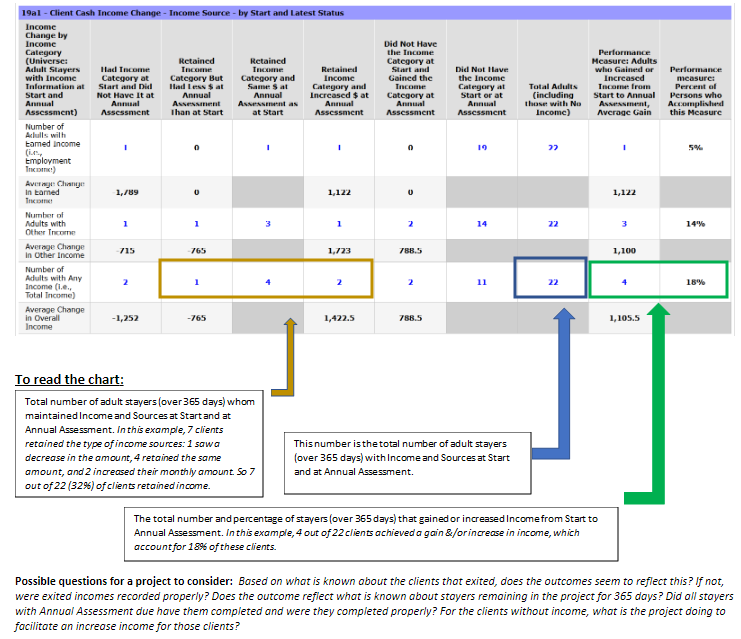 19a1 - Client Cash Income Change - Income Source - by Start and Latest Status
Income
Change by
Income
Category
(Universe:
Adult Stayers
with Income
Information at
Start and
Annual
Assessment)
Had Income
Category at
Start and Did
Not Have It at
Annual
Assessment
Retained
Income
Category But
Had Less $ at
Annual
Assessment
Than at Start
Retained
Income
Category and
Same $ at
Annual
Assessment as
at Start
Retained
Income
Category and
Increased $ at
Annual
Assessment
Did Not Have
the Income
Category at
Start and
Gained the
Income
Category at
Annual
Assessment
Did Not Have
the Income
Category at
Start or at
Annual
Assessment
Total Adults
(including
those with No
Income)
Performance
Measure: Adults
who Gained or
Increased
Income from
Start to Annual
Assessment,
Average Gain
Performance
measure:
Percent of
Persons who
Accomplished
this Measure
Number of
Adults with
Earned Income
(i.e.,
Employment
Income)
1 0 1 1 0 19 22 1 5%
Average Change
in Earned
Income
1,789 0 1,122 0 1,122
Number of
Adults with
Other Income
1 1 3 1 2 14 22 3 14%
Average Change
in Other Income
-715 -765 1,723 788.5 1,100
Number of
Adults with Any
Income (i.e.,
Total Income)
2 1 4 2 2 11 22 4 18%
Average Change
in Overall
Income
-1,252 -765 1,422.5 788.5 1,105.5
To read the chart:
Total number of adult stayers (over 365 days) whom
maintained Income and Sources at Start and at
Annual Assessment. In this example, 7 clients
retained the type of income sources: 1 saw a
decrease in the amount, 4 retained the same
amount, and 2 increased their monthly amount. So 7
out of 22 (32%) of clients retained income.
This number is the total number of adult stayers
(over 365 days) with Income and Sources at Start
and at Annual Assessment.
The total number and percentage of stayers (over 365 days) that gained or increased Income from Start to
Annual Assessment. In this example, 4 out of 22 clients achieved a gain &/or increase in income, which
account for 18% of these clients.
Possible questions for a project to consider: Based on what is known about the clients that exited, does the outcomes seem to reflect this? If not,
were exited incomes recorded properly? Does the outcome reflect what is known about stayers remaining in the project for 365 days? Did all stayers
with Annual Assessment due have them completed and were they completed properly? For the clients without income, what is the project doing to
facilitate an increase income for those clients?